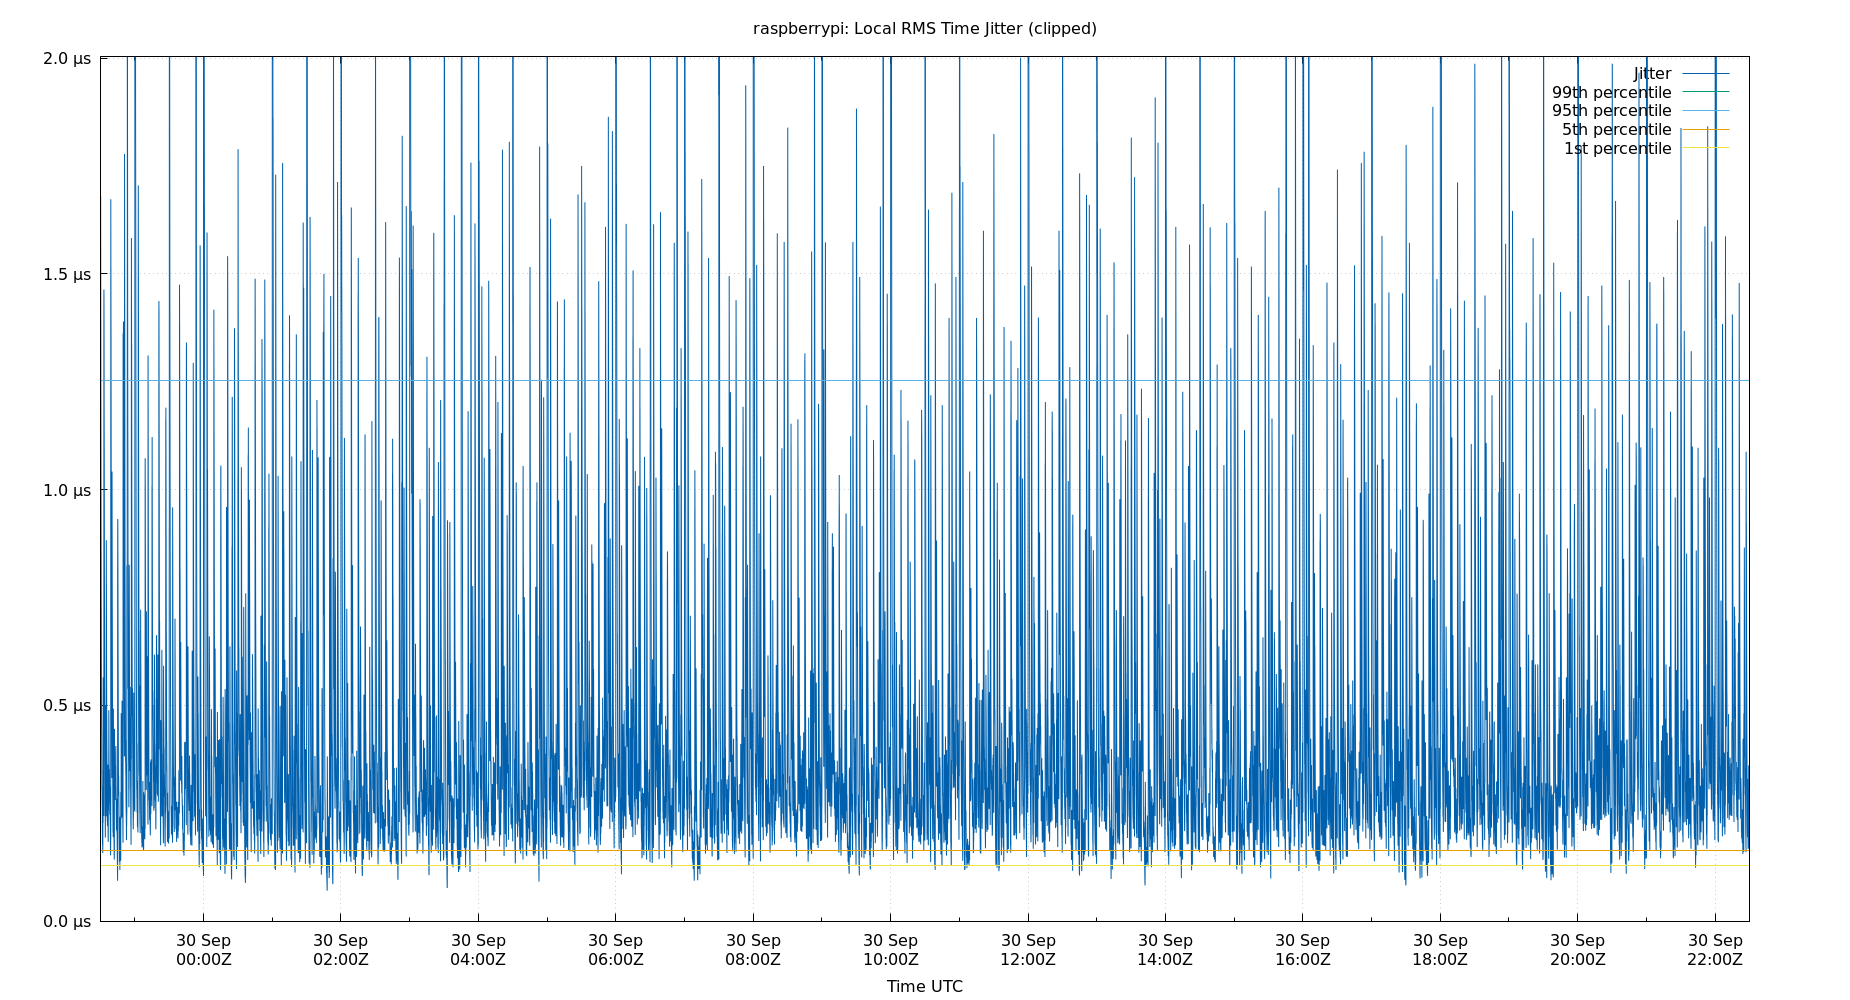 raspberrypi: Local RMS Time Jitter (clipped)
2.0 µs
1.5 µs
1.0 µs
0.5 µs
0.0 µs
Jitter
99th percentile
95th percentile
5th percentile
1st percentile
30 Sep 30 Sep 30 Sep 30 Sep 30 Sep 30 Sep 30 Sep 30 Sep 30 Sep 30 Sep 30 Sep 30 Sep
00:00Z 02:00Z 04:00Z 06:00Z 08:00Z 10:00Z 12:00Z 14:00Z 16:00Z 18:00Z 20:00Z 22:00Z
Time UTC